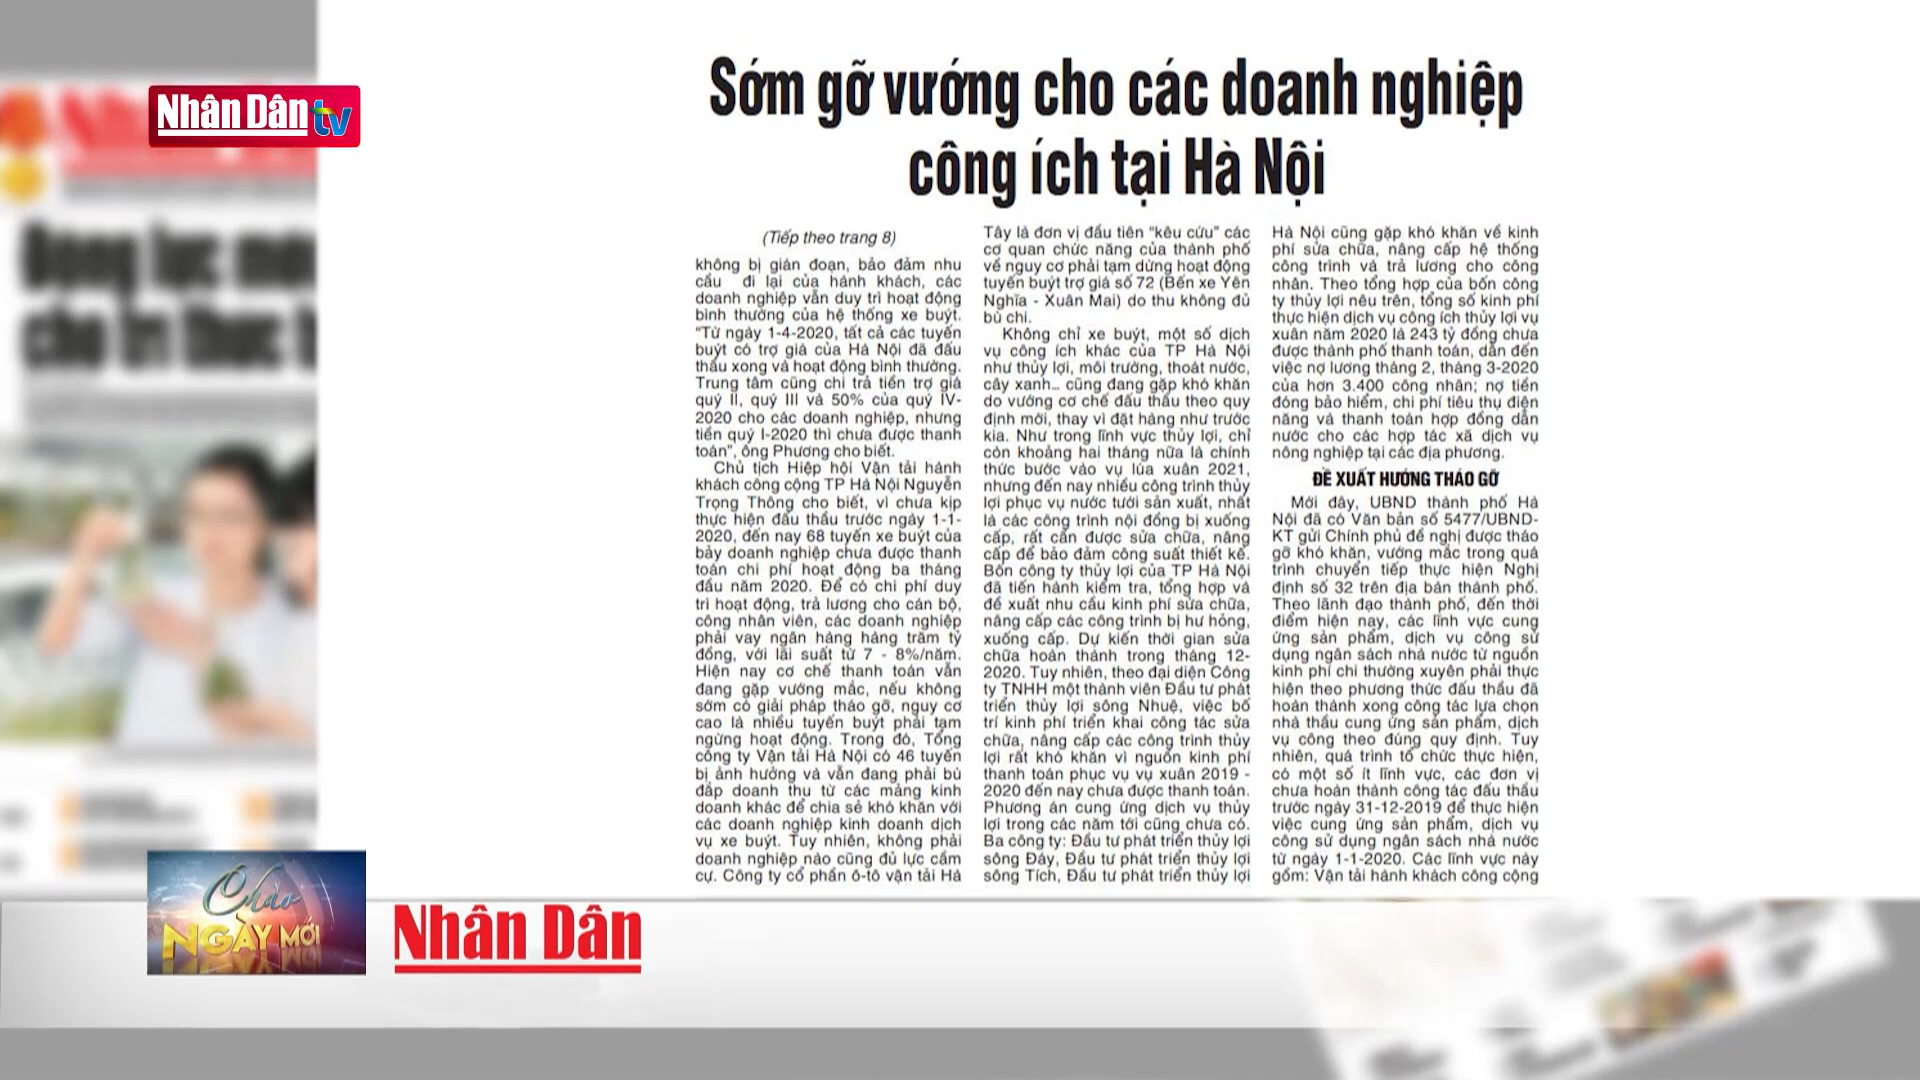 Nhân Dân tv
Sớm gỡ vướng cho các doanh nghiệp
công ích tại Hà Nội
(Tiếp theo trang 8)
không bị gián đoạn, bảo đảm nhu
cầu đi lại của hành khách, các
doanh nghiệp vẫn duy trì hoạt động
bình thường của hệ thống xe buýt.
"Từ ngày 1-4-2020, tất cả các tuyến
buýt có trợ giá của Hà Nội đã đấu
thầu xong và hoạt động bình thường.
Trung tâm cũng chi trả tiền trợ giá
quý II, quý III và 50% của quý IV-
2020 cho các doanh nghiệp, nhưng
tiền quý I-2020 thì chưa được thanh
toán", ông Phương cho biết.
Chủ tịch Hiệp hội Vận tải hành
khách công cộng TP Hà Nội Nguyễn
Trọng Thông cho biết, vì chưa kịp
thực hiện đấu thầu trước ngày 1-1-
2020, đến nay 68 tuyến xe buýt của
bảy doanh nghiệp chưa được thanh
toán chi phí hoạt động ba tháng
đầu năm 2020. Để có chi phí duy
trì hoạt động, trả lương cho cán bộ,
công nhân viên, các doanh nghiệp
phải vay ngân hàng hàng trăm tỷ
đồng, với lãi suất từ 7 - 8%/năm.
Hiện nay cơ chế thanh toán vẫn
đang gặp vướng mắc, nếu không
sớm có giải pháp tháo gỡ, nguy cơ
cao là nhiều tuyến buýt phải tạm
ngừng hoạt động. Trong đó, Tổng
công ty Vận tải Hà Nội có 46 tuyến
bị ảnh hưởng và vẫn đang phải bù
đắp doanh thu từ các mảng kinh
doanh khác để chia sẻ khó khăn với
các doanh nghiệp kinh doanh dịch
vụ xe buýt. Tuy nhiên, không phải
doanh nghiệp nào cũng đủ lực cầm
cự. Công ty cổ phần ô-tô vận tải Hà
Tây là đơn vị đầu tiên "kêu cứu" các
cơ quan chức năng của thành phố
về nguy cơ phải tạm dừng hoạt động
tuyến buýt trợ giá số 72 (Bến xe Yên
Nghĩa - Xuân Mai) do thu không đủ
bù chi.
Không chỉ xe buýt, một số dịch
vụ công ích khác của TP Hà Nội
như thủy lợi, môi trường, thoát nước,
cây xanh... cũng đang gặp khó khăn
do vướng cơ chế đấu thầu theo quy
định mới, thay vì đặt hàng như trước
kia. Như trong lĩnh vực thủy lợi, chỉ
còn khoảng hai tháng nữa là chính
thức bước vào vụ lúa xuân 2021,
nhưng đến nay nhiều công trình thủy
lợi phục vụ nước tưới sản xuất, nhất
là các công trình nội đồng bị xuống
cấp, rất cần được sửa chữa, nâng
cấp để bảo đảm công suất thiết kế.
Bốn công ty thủy lợi của TP Hà Nội
đã tiến hành kiểm tra, tổng hợp và
đề xuất nhu cầu kinh phí sửa chữa,
nâng cấp các công trình bị hư hỏng,
xuống cấp. Dự kiến thời gian sửa
chữa hoàn thành trong tháng 12-
2020. Tuy nhiên, theo đại diện Công
ty TNHH một thành viên Đầu tư phát
triển thủy lợi sông Nhuệ, việc bố
trí kinh phí triển khai công tác sửa
chữa, nâng cấp các công trình thủy
lợi rất khó khăn vì nguồn kinh phí
thanh toán phục vụ vụ xuân 2019 -
2020 đến nay chưa được thanh toán.
Phương án cung ứng dịch vụ thủy
lợi trong các năm tới cũng chưa có.
Ba công ty: Đầu tư phát triển thủy lợi
sông Đáy, Đầu tư phát triển thủy lợi
sông Tích, Đầu tư phát triển thủy lợi
Hà Nội cũng gặp khó khăn về kinh
phí sửa chữa, nâng cấp hệ thống
công trình và trả lương cho công
nhân. Theo tổng hợp của bốn công
ty thủy lợi nêu trên, tổng số kinh phí
thực hiện dịch vụ công ích thủy lợi vụ
xuân năm 2020 là 243 tỷ đồng chưa
được thành phố thanh toán, dẫn đến
việc nợ lương tháng 2, tháng 3-2020
của hơn 3.400 công nhân; nợ tiền
đóng bảo hiểm, chi phí tiêu thụ điện
năng và thanh toán hợp đồng dẫn
nước cho các hợp tác xã dịch vụ
nông nghiệp tại các địa phương.
ĐỀ XUẤT HƯỚNG THÁO GỠ
Mới đây, UBND thành phố Hà
Nội đã có Văn bản số 5477/UBND-
KT gửi Chính phủ đề nghị được tháo
gỡ khó khăn, vướng mắc trong quá
trình chuyển tiếp thực hiện Nghị
định số 32 trên địa bàn thành phố.
Theo lãnh đạo thành phố, đến thời
điểm hiện nay, các lĩnh vực cung
ứng sản phẩm, dịch vụ công sử
dụng ngân sách nhà nước từ nguồn
kinh phí chi thường xuyên phải thực
hiện theo phương thức đấu thầu đã
hoàn thành xong công tác lựa chọn
nhà thầu cung ứng sản phẩm, dịch
vụ công theo đúng quy định. Tuy
nhiên, quá trình tổ chức thực hiện,
có một số ít lĩnh vực, các đơn vị
chưa hoàn thành công tác đấu thầu
trước ngày 31-12-2019 để thực hiện
việc cung ứng sản phẩm, dịch vụ
công sử dụng ngân sách nhà nước
từ ngày 1-1-2020. Các lĩnh vực này
gồm: Vận tải hành khách công cộng
Chào
NGÀY MỚI
Nhân Dân